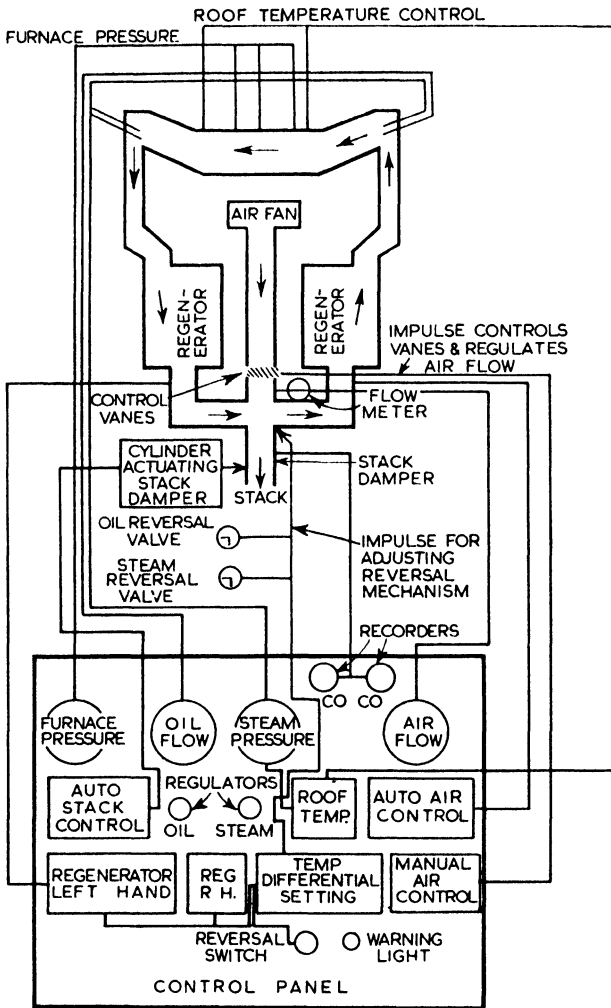 ROOF TEMPERATURE CONTROL
FURNACE PRESSURE
AIR FAN
REGEN-
ERATOR
REGEN-
ERATOR
IMPULSE CONTROLS
VANES & REGULATES
AIR FLOW
CONTROL
VANES
FLOW
METER
CYLINDER
ACTUATING
STACK
DAMPER
STACK
STACK
DAMPER
OIL REVERSAL
VALVE
IMPULSE FOR
ADJUSTING
REVERSAL
MECHANISM
STEAM
REVERSAL
VALVE
RECORDERS
CO CO
FURNACE
PRESSURE
OIL
FLOW
STEAM
PRESSURE
AIR
FLOW
AUTO
STACK
CONTROL
REGULATORS
OIL STEAM
ROOF
TEMP.
AUTO AIR
CONTROL
REGENERATOR
LEFT HAND
REG
R H.
TEMP
DIFFERENTIAL
SETTING
MANUAL
AIR
CONTROL
REVERSAL
SWITCH
WARNING
LIGHT
CONTROL PANEL